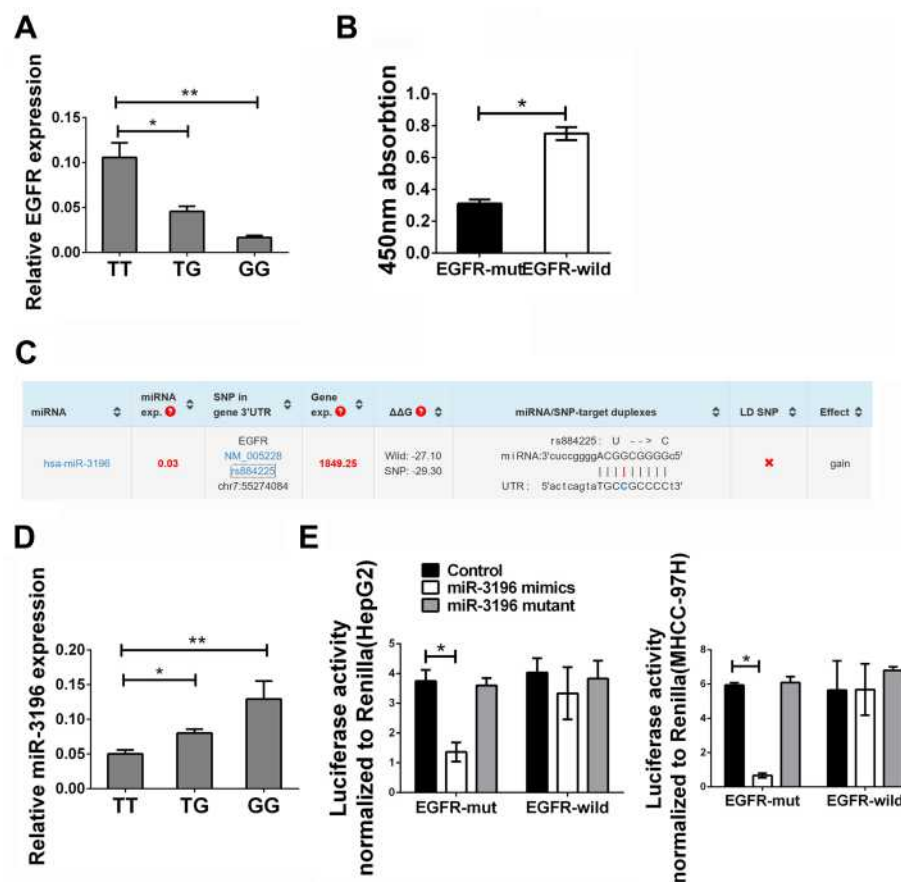 A
Relative EGFR expression
**
*
0.15
0.10
0.05
0.00
TT TG GG
B
450nm absorbtion
*
1.0
0.8
0.6
0.4
0.2
0.0
EGFR-mut EGFR-wild
C
miRNA miRNA exp. ? SNP in gene 3'UTR Gene exp. ? ΔΔG ? miRNA/SNP-target duplexes LD SNP Effect
hsa-miR-3196 0.03
EGFR
NM_005228
rs884225
chr7:55274084
1849.25
Wild: -27.10
SNP: -29.30
rs884225: U --> C
miRNA:3'cuccggggACGGCGGGGc5'
||||||||||
UTR: 5'actcagtaTGCCGCCCCt3'
✖ gain
D
Relative miR-3196 expression
**
*
0.20
0.15
0.10
0.05
0.00
TT TG GG
E
Control
miR-3196 mimics
miR-3196 mutant
Luciferase activity
normalized to Renilla(HepG2)
*
5
4
3
2
1
0
EGFR-mut EGFR-wild
Luciferase activity
normalized to Renilla(MHCC-97H)
*
8
6
4
2
0
EGFR-mut EGFR-wild